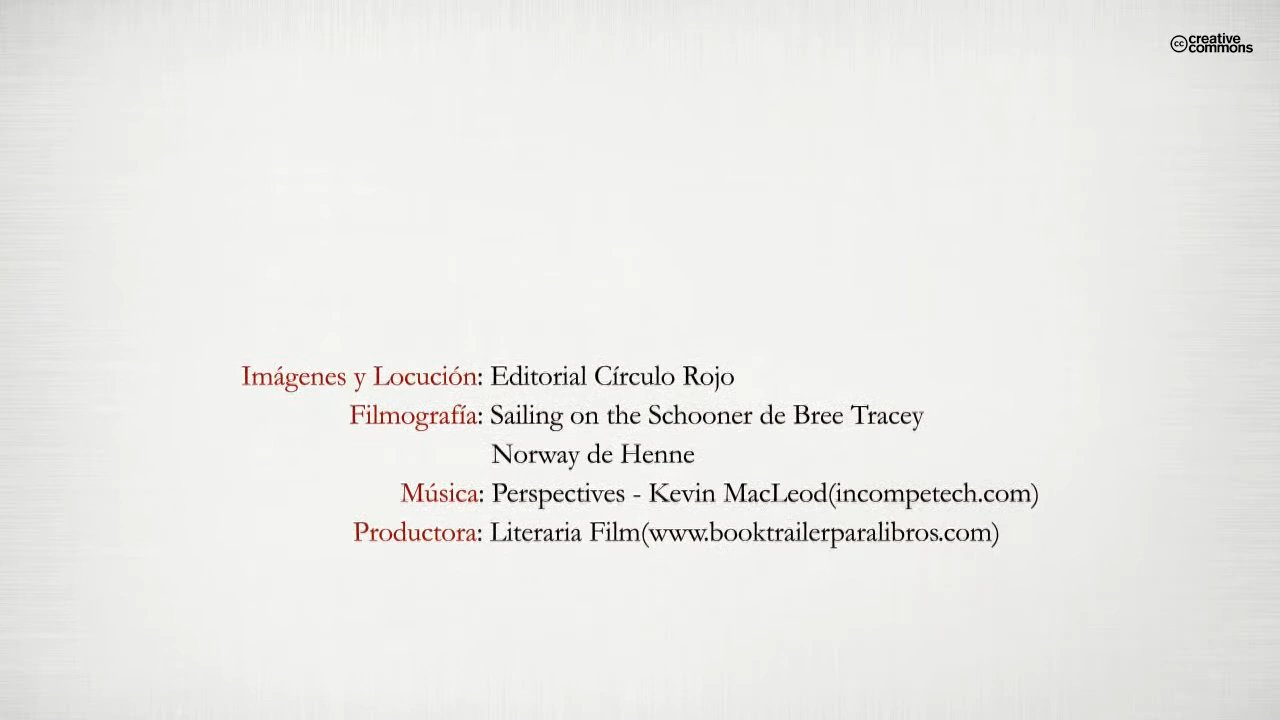 creative
commons
Imágenes y Locución: Editorial Círculo Rojo
Filmografía: Sailing on the Schooner de Bree Tracey
Norway de Henne
Música: Perspectives - Kevin MacLeod(incompetech.com)
Productora: Literaria Film(www.booktrailerparalibros.com)